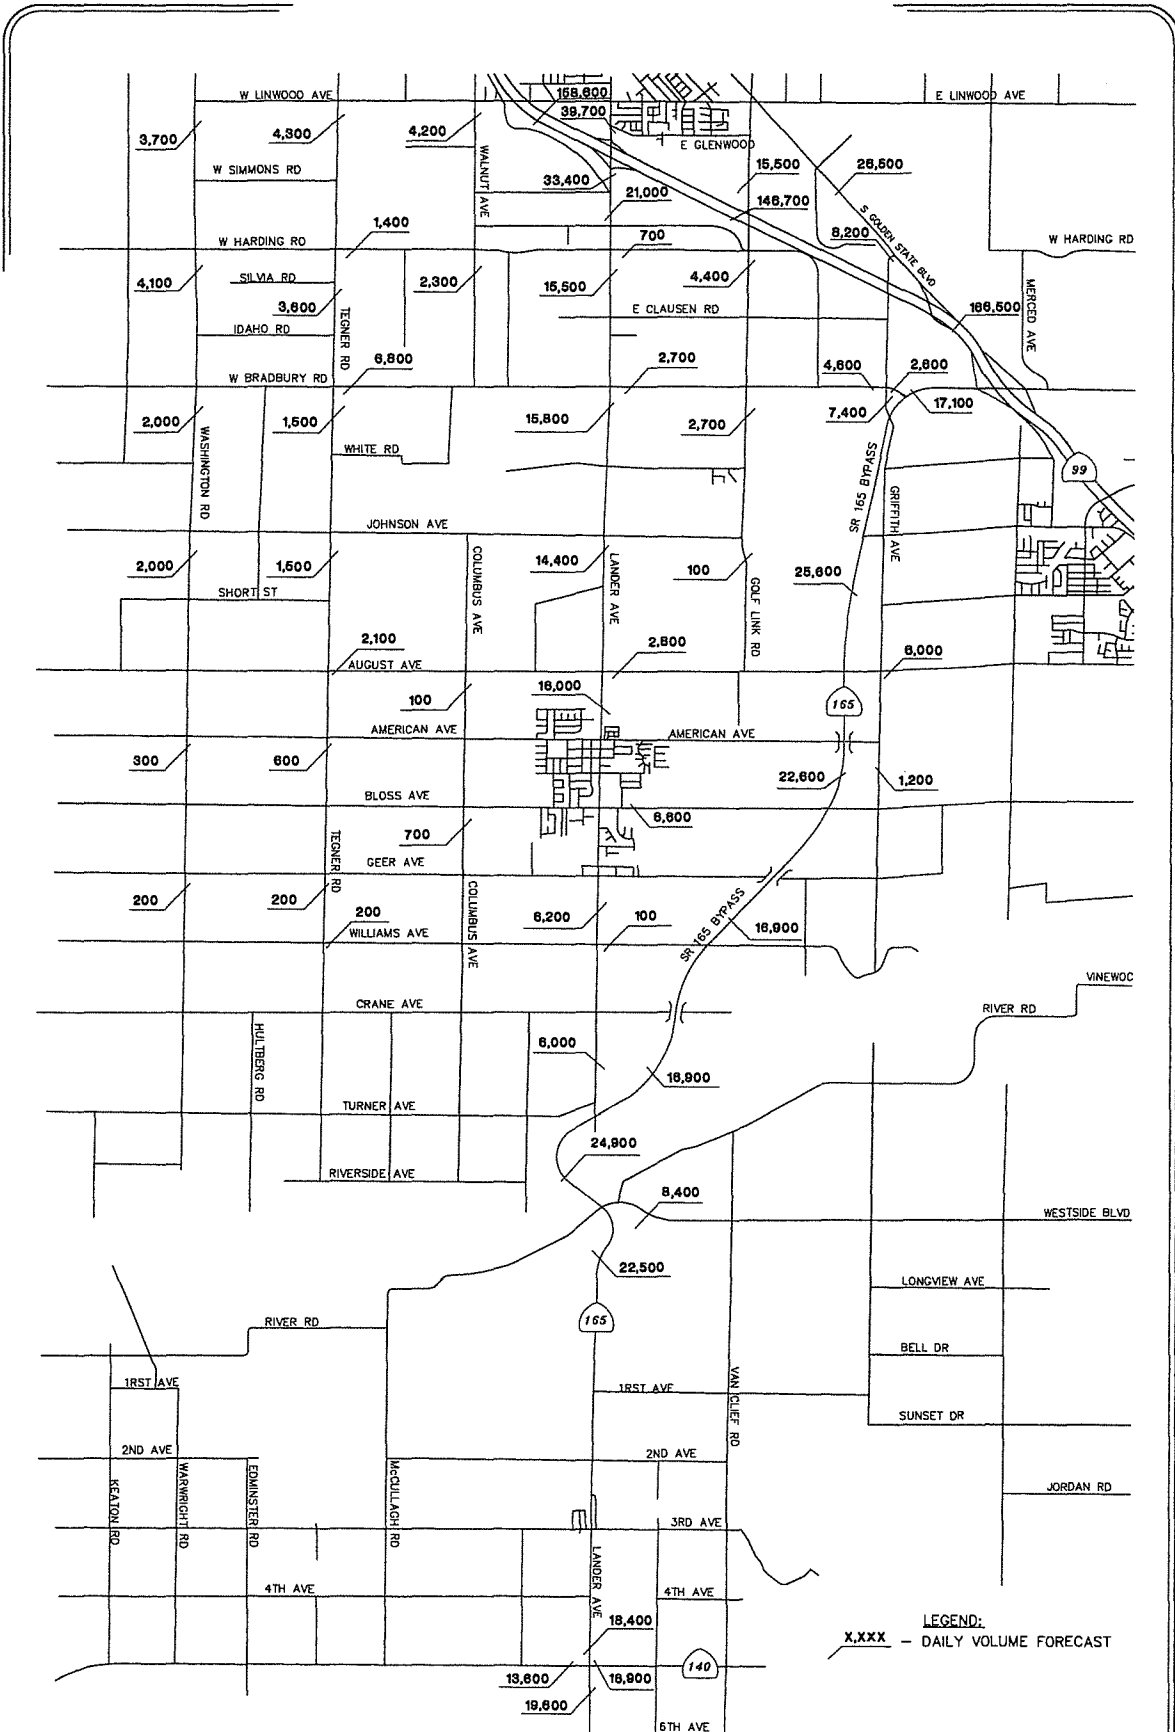 W LINWOOD AVE
158,600
E LINWOOD AVE
39,700
3,700
4,300
4,200
E GLENWOOD
W SIMMONS RD
WALNUT AVE
33,400
21,000
15,500
26,500
146,700
1,400
700
S GOLDEN STATE BLVD
8,200
W HARDING RD
W HARDING RD
4,100
SILVIA RD
2,300
15,500
4,400
MERCED AVE
3,600
TEGNER RD
E CLAUSEN RD
166,500
IDAHO RD
6,800
2,700
4,600
2,600
W BRADBURY RD
2,000
1,500
15,800
2,700
7,400
17,100
WASHINGTON RD
WHITE RD
SR 165 BYPASS
99
GRIFFITH AVE
JOHNSON AVE
2,000
1,500
COLUMBUS AVE
14,400
LANDER AVE
100
GOLF LINK RD
25,600
SHORT ST
2,100
2,800
6,000
AUGUST AVE
100
16,000
165
AMERICAN AVE
AMERICAN AVE
300
600
22,600
1,200
BLOSS AVE
6,600
700
TEGNER RD
GEER AVE
200
200
COLUMBUS AVE
200
6,200
100
SR 165 BYPASS
16,900
WILLIAMS AVE
VINEWOC
CRANE AVE
RIVER RD
HULTBERG RD
6,000
16,900
TURNER AVE
24,900
RIVERSIDE AVE
8,400
WESTSIDE BLVD
22,500
LONGVIEW AVE
165
RIVER RD
BELL DR
1RST AVE
1RST AVE
VAN CLIEF RD
SUNSET DR
2ND AVE
2ND AVE
KEATON RD
WARWRIGHT RD
EDMINSTER RD
McCULLAGH RD
JORDAN RD
3RD AVE
LANDER AVE
4TH AVE
4TH AVE
18,400
LEGEND:
X,XXX — DAILY VOLUME FORECAST
13,600
16,900
140
19,600
6TH AVE